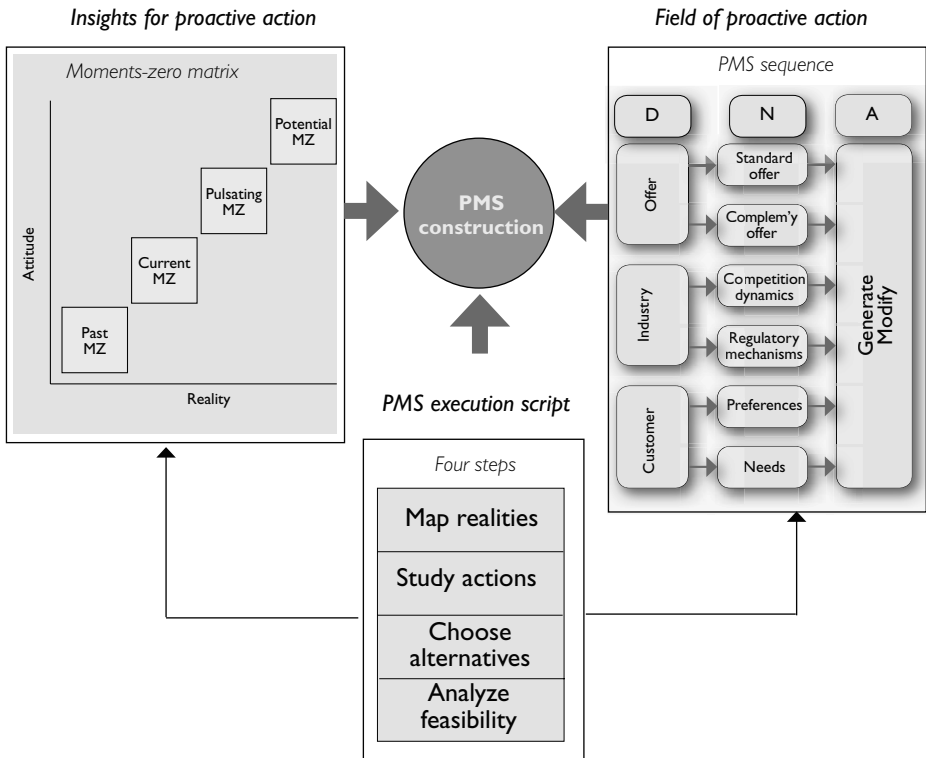 Insights for proactive action
Moments-zero matrix
Attitude
Potential
MZ
Pulsating
MZ
Current
MZ
Past
MZ
Reality
PMS
construction
Field of proactive action
PMS sequence
D
N
A
Offer
Standard
offer
Complem'y
offer
Industry
Competition
dynamics
Regulatory
mechanisms
Customer
Preferences
Needs
Generate
Modify
PMS execution script
Four steps
Map realities
Study actions
Choose
alternatives
Analyze
feasibility